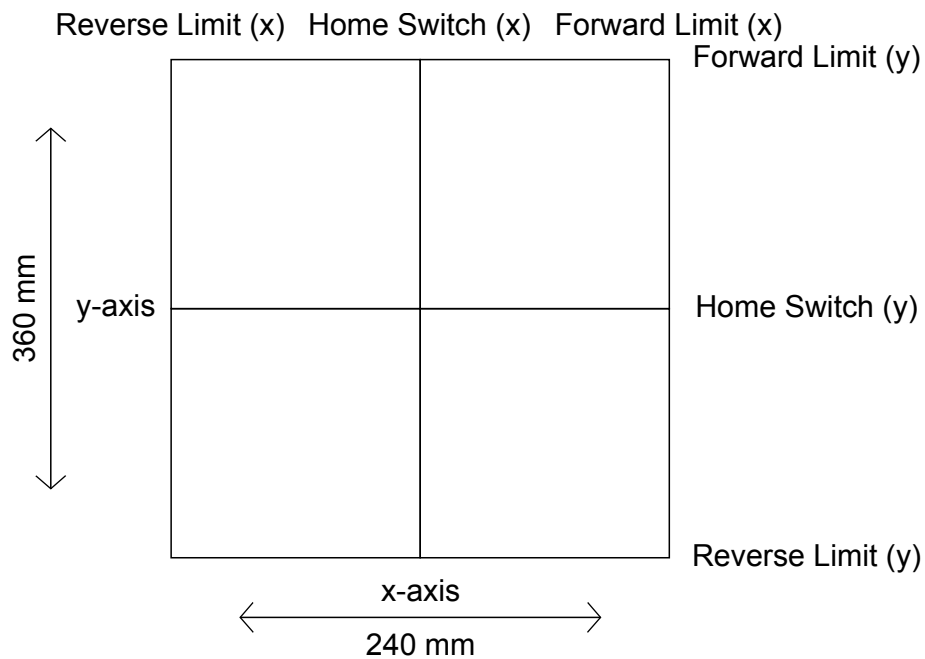 Reverse Limit (x) Home Switch (x) Forward Limit (x)
Forward Limit (y)
360 mm
y-axis
Home Switch (y)
Reverse Limit (y)
x-axis
240 mm